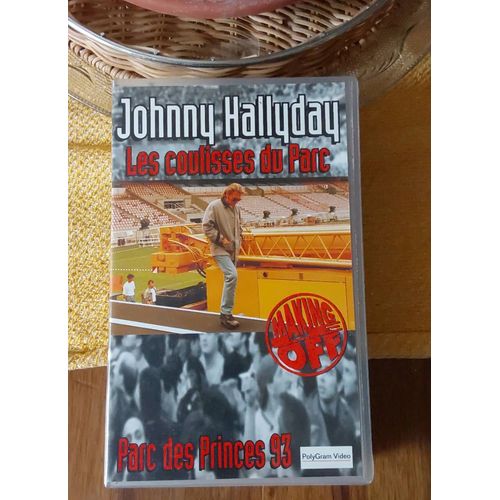 Johnny Hallyday
Les coulisses du Parc
MAKING
OFF
Parc des Princes 93
PolyGram Video